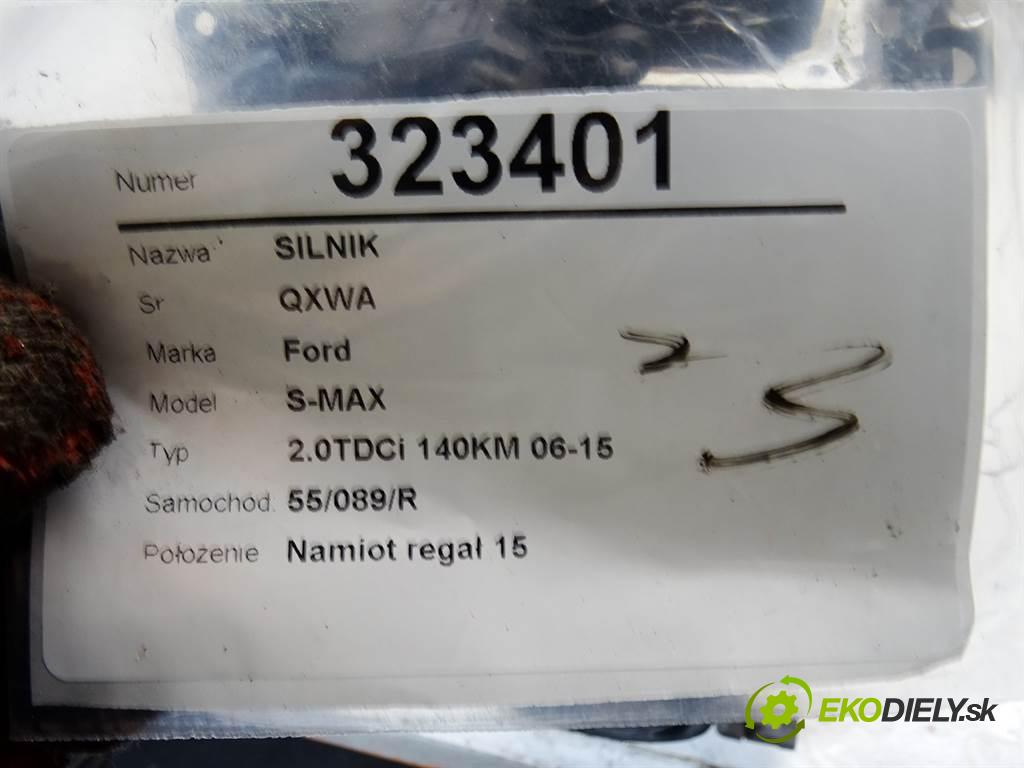 Numer 323401
Nazwa SILNIK
Sr QXWA
Marka Ford
Model S-MAX
Typ 2.0TDCi 140KM 06-15
Samochód. 55/089/R
Położenie Namiot regał 15
EKODIELY.sk